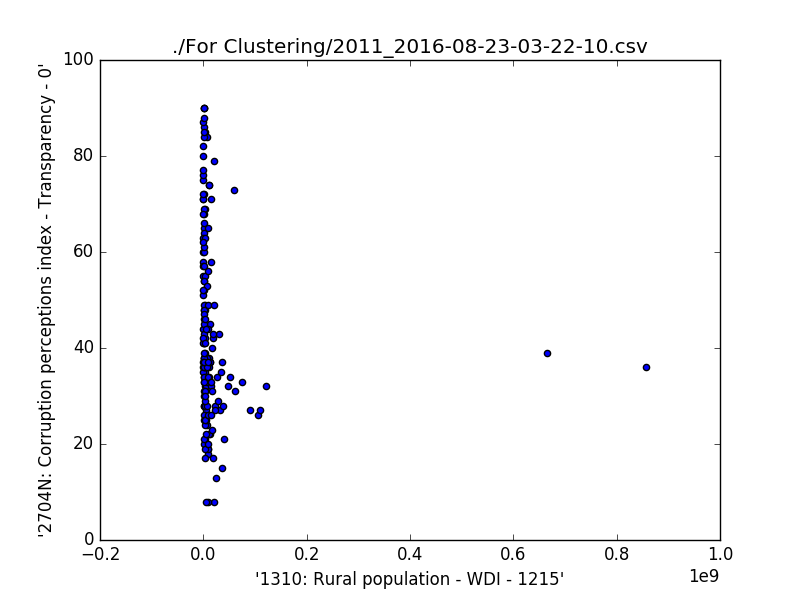 ./For Clustering/2011_2016-08-23-03-22-10.csv
'2704N: Corruption perceptions index - Transparency - 0'
100
80
60
40
20
0
−0.2 0.0 0.2 0.4 0.6 0.8 1.0
1e9
'1310: Rural population - WDI - 1215'